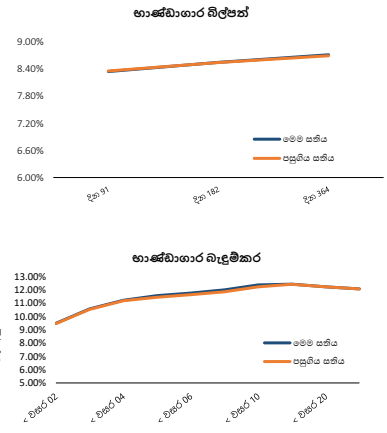 භාණ්ඩාගාර බිල්පත්
9.00%
8.40%
7.80%
7.20%
6.60%
6.00%
මෙම සතිය
පසුගිය සතිය
දින 91
දින 182
දින 364
භාණ්ඩාගාර බැඳුම්කර
13.00%
12.00%
11.00%
10.00%
9.00%
8.00%
7.00%
6.00%
5.00%
මෙම සතිය
පසුගිය සතිය
වසර 02
වසර 04
වසර 06
වසර 10
වසර 20